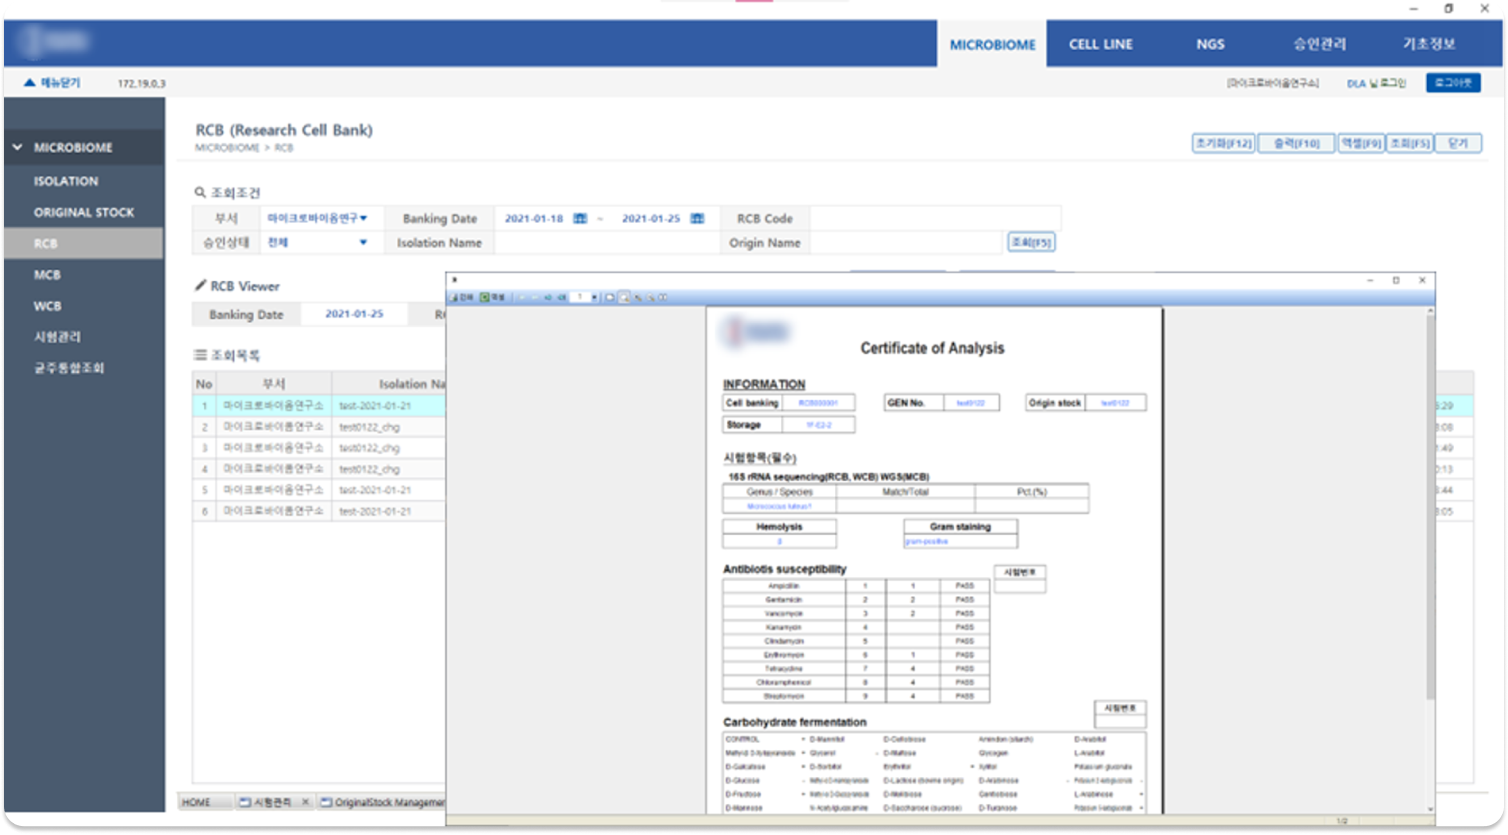 MICROBIOME CELL LINE NGS 승인관리 기초정보
메뉴닫기 172.19.0.3 [마이크로바이옴연구소] DLA 님 로그인 로그아웃
MICROBIOME
ISOLATION
ORIGINAL STOCK
RCB
MCB
WCB
시험관리
균주통합조회
RCB (Research Cell Bank)
MICROBIOME > RCB
초기화[F12] 출력[F10] 엑셀[F9] 조회[F5] 닫기
조회조건
부서 마이크로바이옴연구 Banking Date 2021-01-18 ~ 2021-01-25 RCB Code
승인상태 전체 Isolation Name Origin Name 조회[F5]
RCB Viewer
Banking Date 2021-01-25
조회목록
No 부서 Isolation Na
1 마이크로바이옴연구소 test-2021-01-21
2 마이크로바이옴연구소 test0122_chg
3 마이크로바이옴연구소 test0122_chg
4 마이크로바이옴연구소 test0122_chg
5 마이크로바이옴연구소 test-2021-01-21
6 마이크로바이옴연구소 test-2021-01-21
HOME 시험관리 OriginalStock Managemen
Certificate of Analysis
INFORMATION
Cell banking RCB000001 GEN No. test0122 Origin stock test0122
Storage 1F-E2-2
시험항목(필수)
16S rRNA sequencing(RCB, WCB) WGS(MCB)
Genus / Species Match/Total Pct.(%)
Hemolysis Gram staining
gram-positive
Antibiotis susceptibility 시험번호
Ampicillin 1 1 PASS
Gentamicin 2 2 PASS
Vancomycin 3 2 PASS
Kanamycin 4 PASS
Clindamycin 5 PASS
Erythromycin 6 1 PASS
Tetracycline 7 4 PASS
Chloramphenicol 8 4 PASS
Streptomycin 9 4 PASS
시험번호
Carbohydrate fermentation
CONTROL D-Mannitol D-Cellobiose Amidon (starch) D-Arabitol
Glycerol D-Maltose Glycogen L-Arabitol
D-Galactose D-Sorbitol Erythritol Xylitol Potassium gluconate
D-Glucose D-Lactose (bovine origin) D-Arabinose
D-Fructose D-Melibiose Gentiobiose L-Arabinose
D-Mannose N-Acetylglucosamine D-Saccharose (sucrose) D-Turanose
1/2